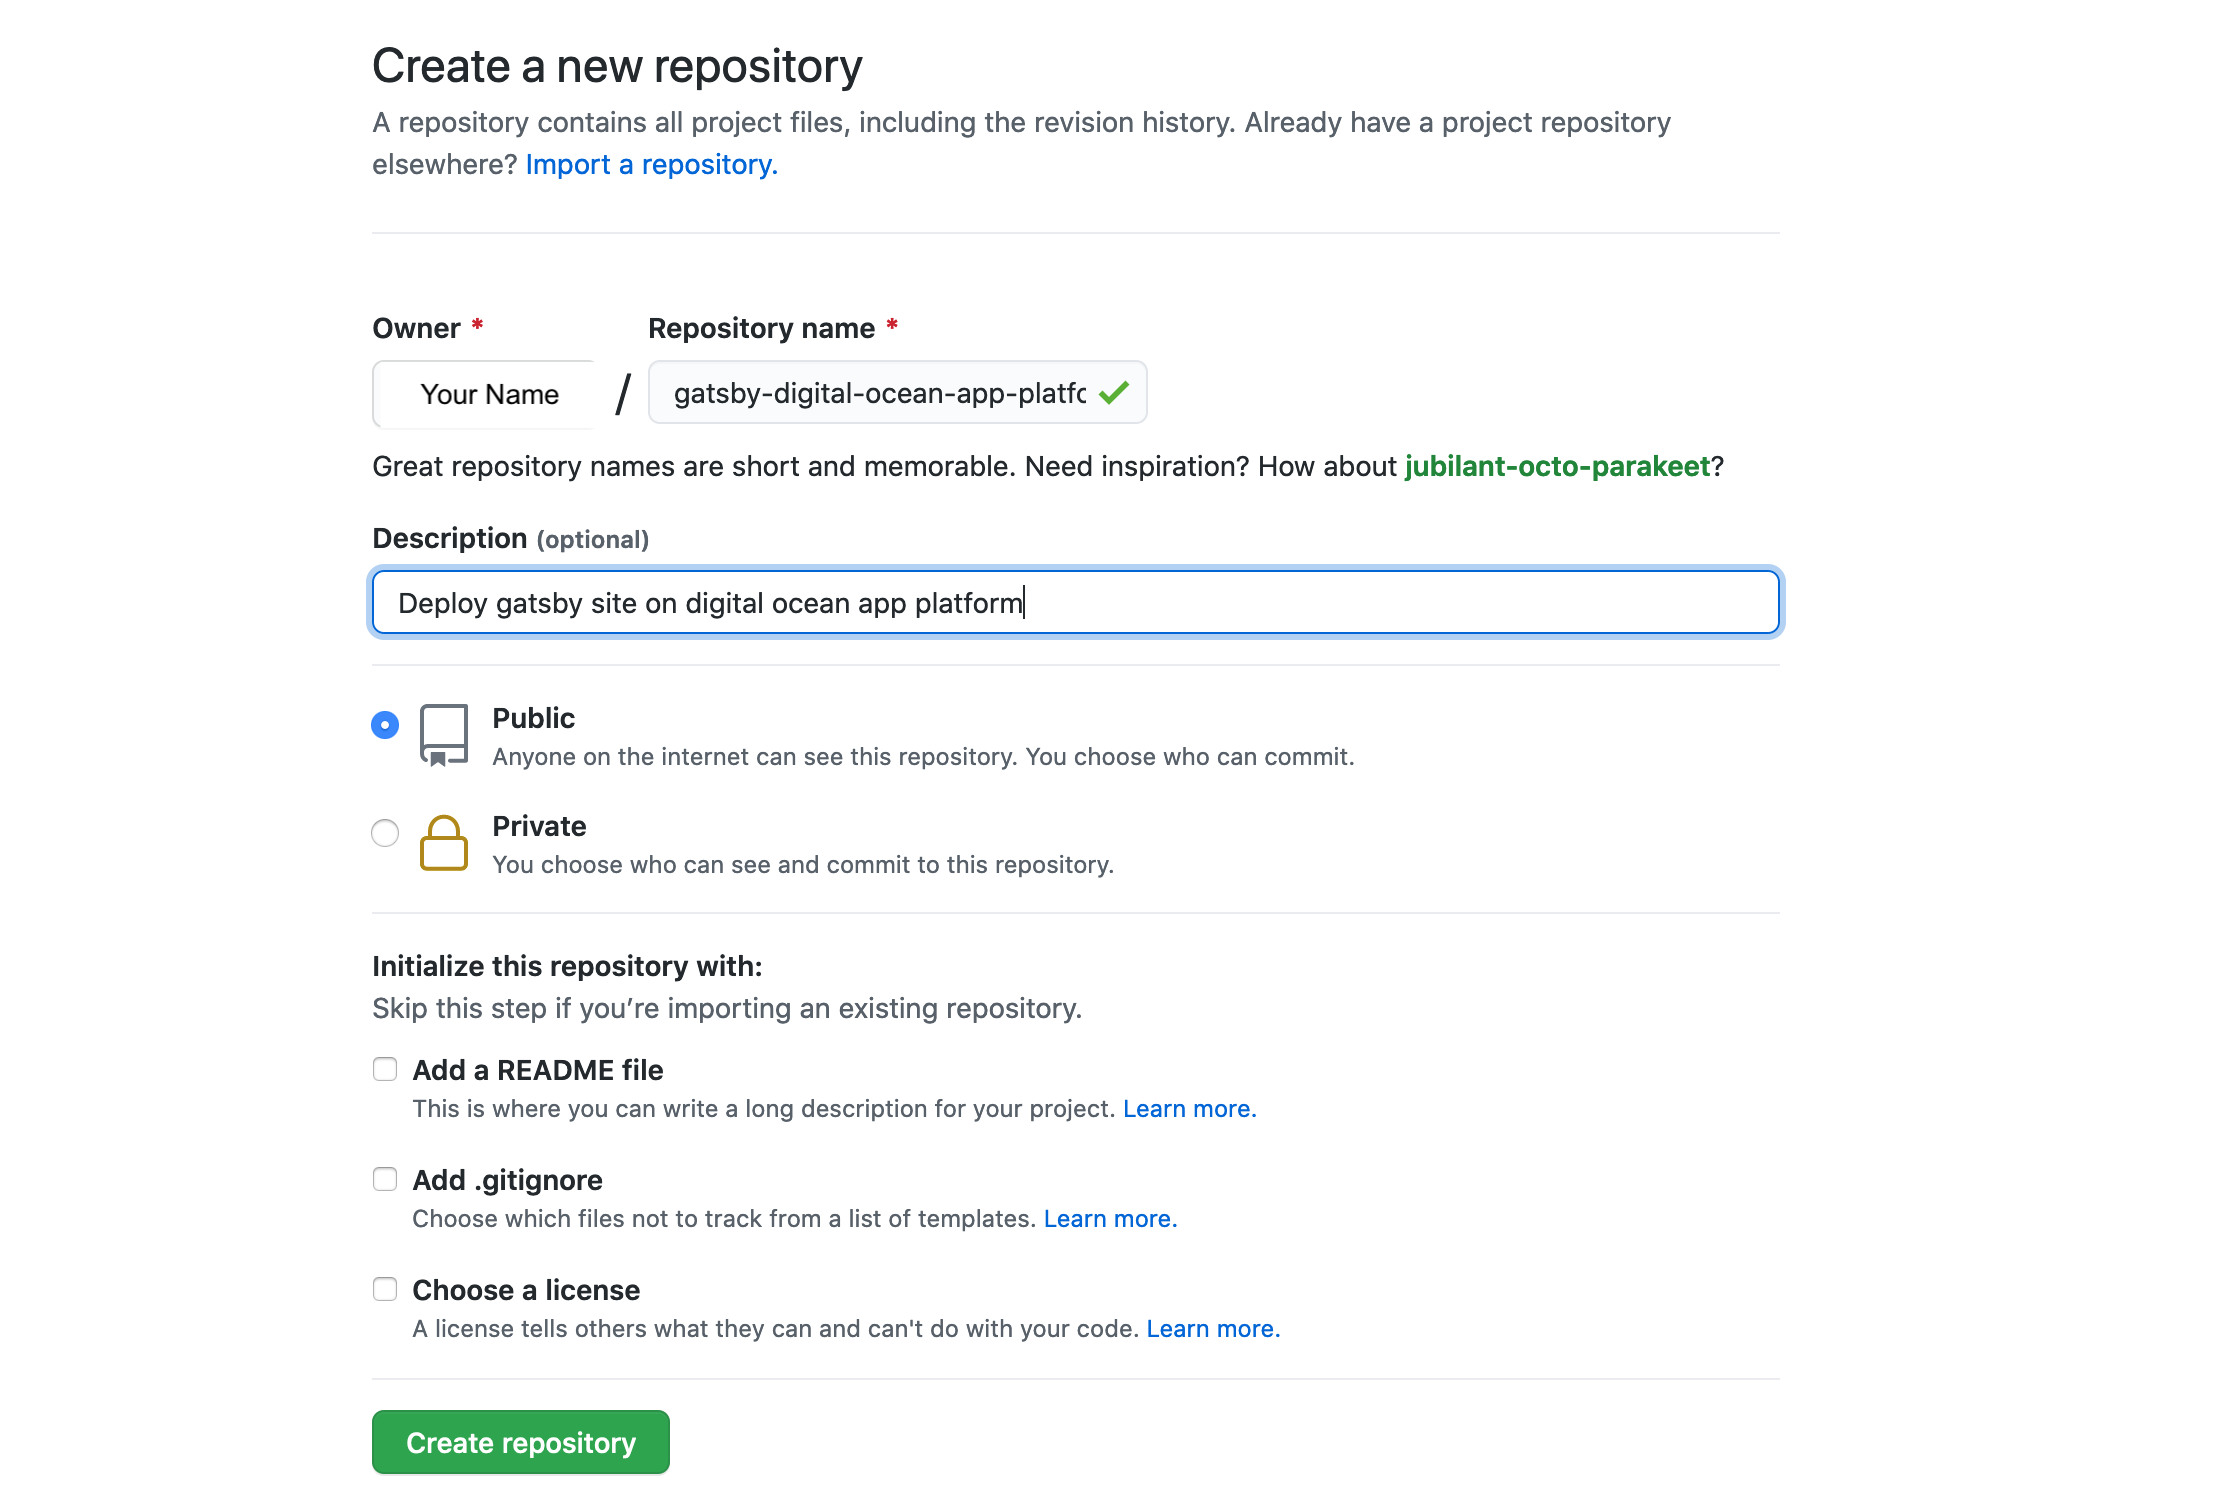 Create a new repository
A repository contains all project files, including the revision history. Already have a project repository
elsewhere? Import a repository.
Owner *
Repository name *
Your Name / gatsby-digital-ocean-app-platfo
Great repository names are short and memorable. Need inspiration? How about jubilant-octo-parakeet?
Description (optional)
Deploy gatsby site on digital ocean app platform
Public
Anyone on the internet can see this repository. You choose who can commit.
Private
You choose who can see and commit to this repository.
Initialize this repository with:
Skip this step if you’re importing an existing repository.
Add a README file
This is where you can write a long description for your project. Learn more.
Add .gitignore
Choose which files not to track from a list of templates. Learn more.
Choose a license
A license tells others what they can and can't do with your code. Learn more.
Create repository